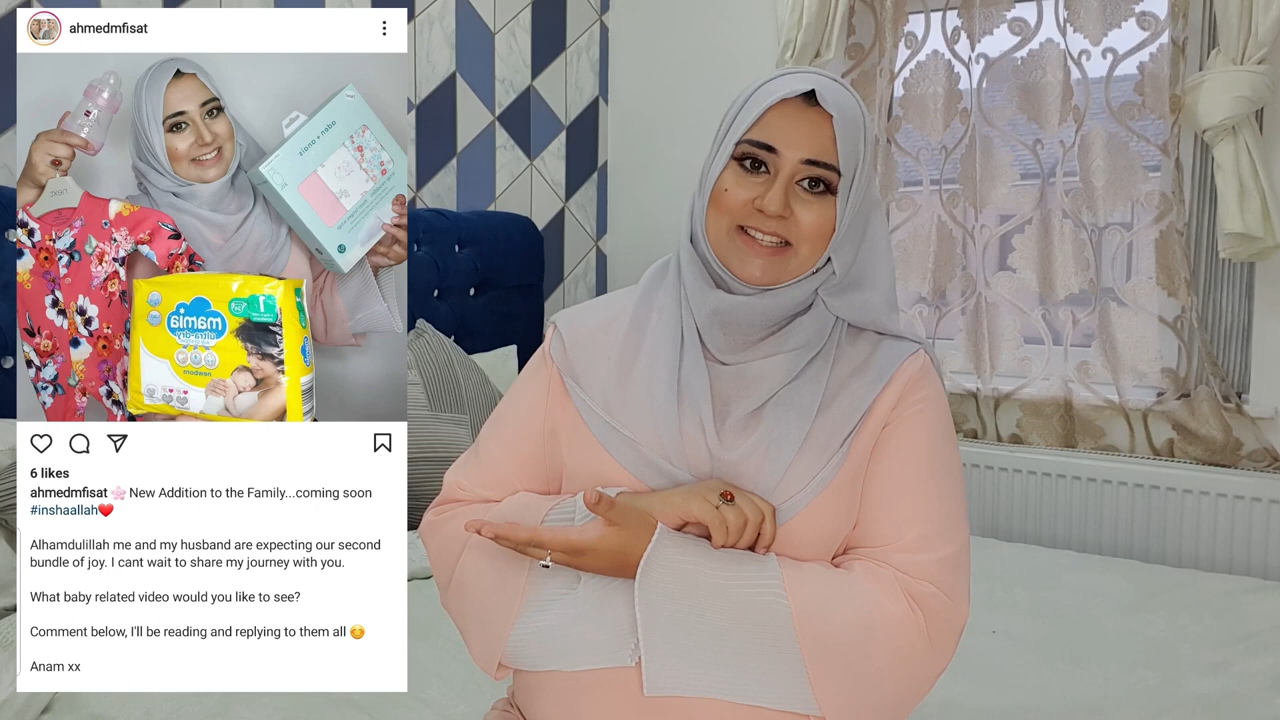 ahmedmfisat
next
aden + anais
mamia
ultra-dry
newborn
1
6 likes
ahmedmfisat 🌸 New Addition to the Family...coming soon
#inshaallah❤️
Alhamdulillah me and my husband are expecting our second
bundle of joy. I cant wait to share my journey with you.
What baby related video would you like to see?
Comment below, I'll be reading and replying to them all 😊
Anam xx